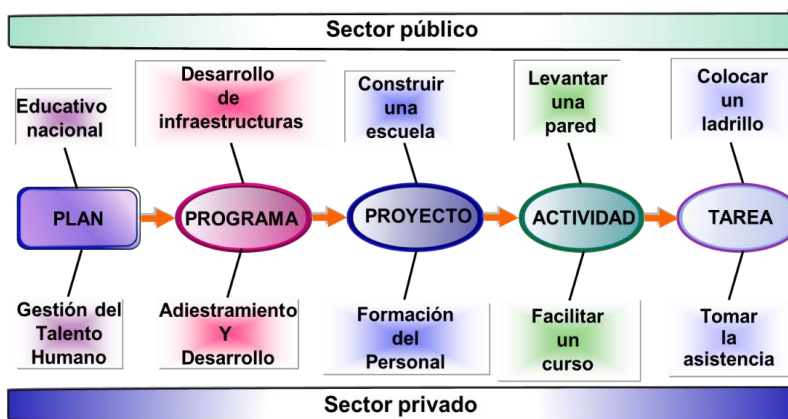 Sector público
Educativo
nacional
Desarrollo
de
infraestructuras
Construir
una
escuela
Levantar
una
pared
Colocar
un
ladrillo
PLAN
PROGRAMA
PROYECTO
ACTIVIDAD
TAREA
Gestión del
Talento
Humano
Adiestramiento
Y
Desarrollo
Formación
del
Personal
Facilitar
un
curso
Tomar
la
asistencia
Sector privado